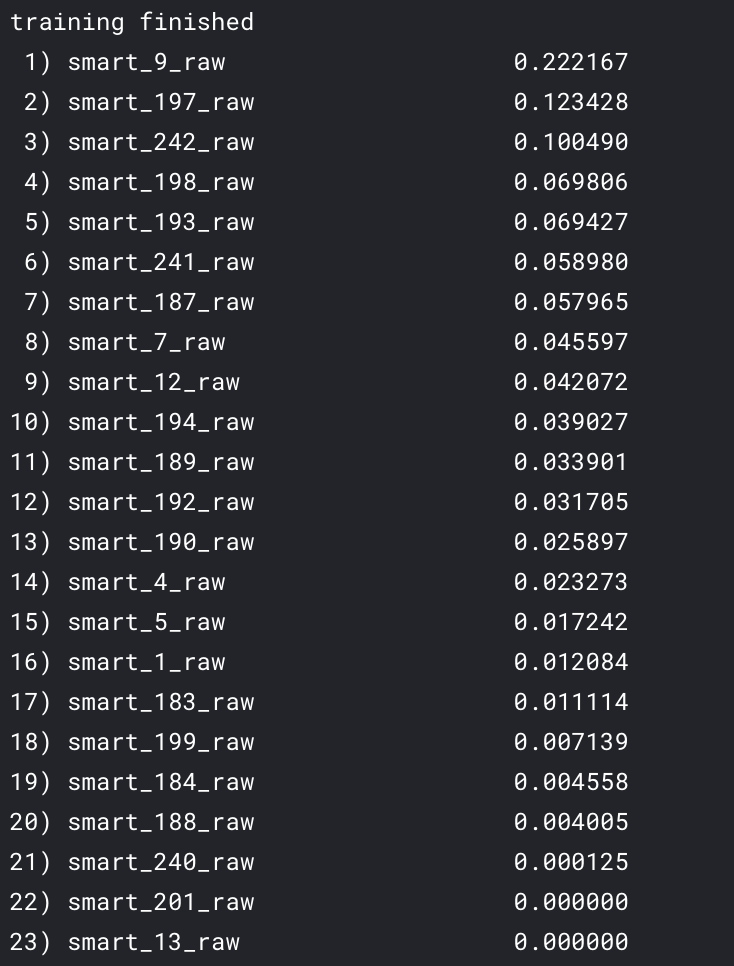 training finished
1) smart_9_raw 0.222167
2) smart_197_raw 0.123428
3) smart_242_raw 0.100490
4) smart_198_raw 0.069806
5) smart_193_raw 0.069427
6) smart_241_raw 0.058980
7) smart_187_raw 0.057965
8) smart_7_raw 0.045597
9) smart_12_raw 0.042072
10) smart_194_raw 0.039027
11) smart_189_raw 0.033901
12) smart_192_raw 0.031705
13) smart_190_raw 0.025897
14) smart_4_raw 0.023273
15) smart_5_raw 0.017242
16) smart_1_raw 0.012084
17) smart_183_raw 0.011114
18) smart_199_raw 0.007139
19) smart_184_raw 0.004558
20) smart_188_raw 0.004005
21) smart_240_raw 0.000125
22) smart_201_raw 0.000000
23) smart_13_raw 0.000000